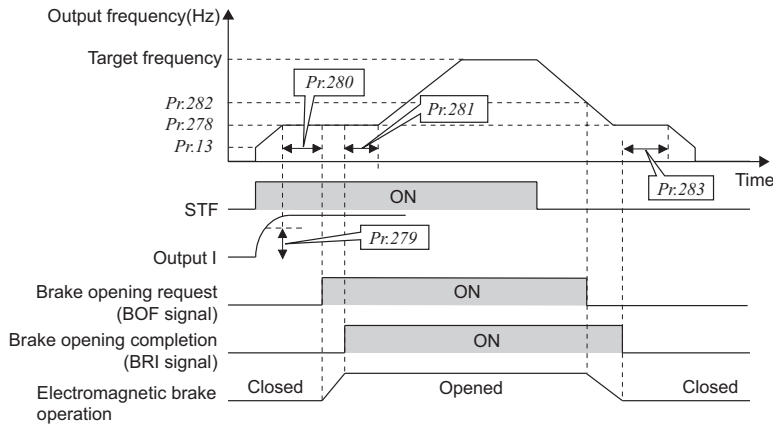 Output frequency(Hz)
Target frequency
Pr.280
Pr.282
Pr.281
Pr.278
Pr.13
Time
Pr.283
STF
ON
Pr.279
Output I
Brake opening request
(BOF signal)
ON
Brake opening completion
(BRI signal)
ON
Electromagnetic brake
operation
Closed
Opened
Closed